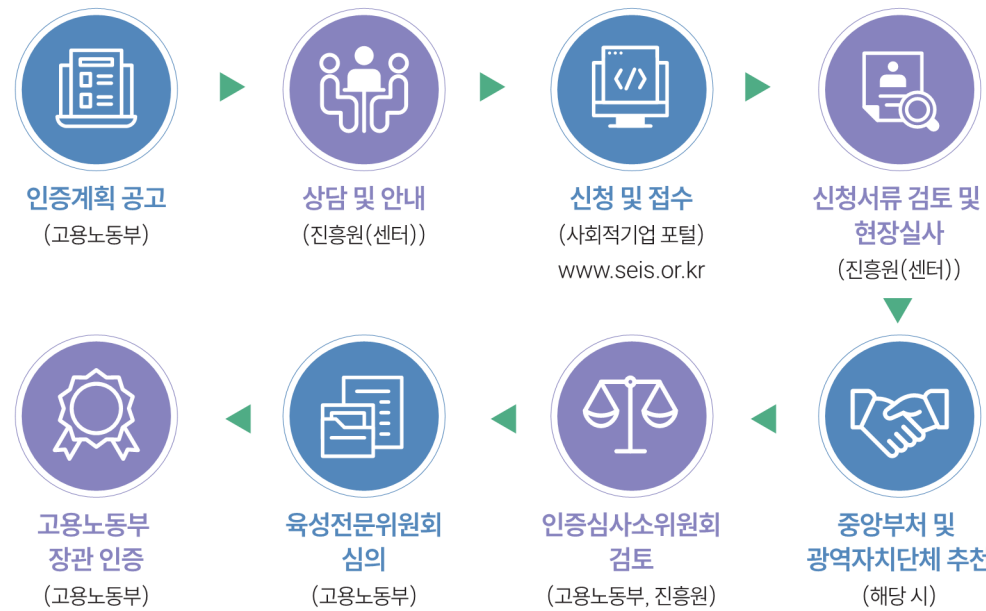 인증계획 공고
(고용노동부)
상담 및 안내
(진흥원(센터))
신청 및 접수
(사회적기업 포털)
www.seis.or.kr
신청서류 검토 및
현장실사
(진흥원(센터))
중앙부처 및
광역자치단체 추천
(해당 시)
인증심사소위원회
검토
(고용노동부, 진흥원)
육성전문위원회
심의
(고용노동부)
고용노동부
장관 인증
(고용노동부)